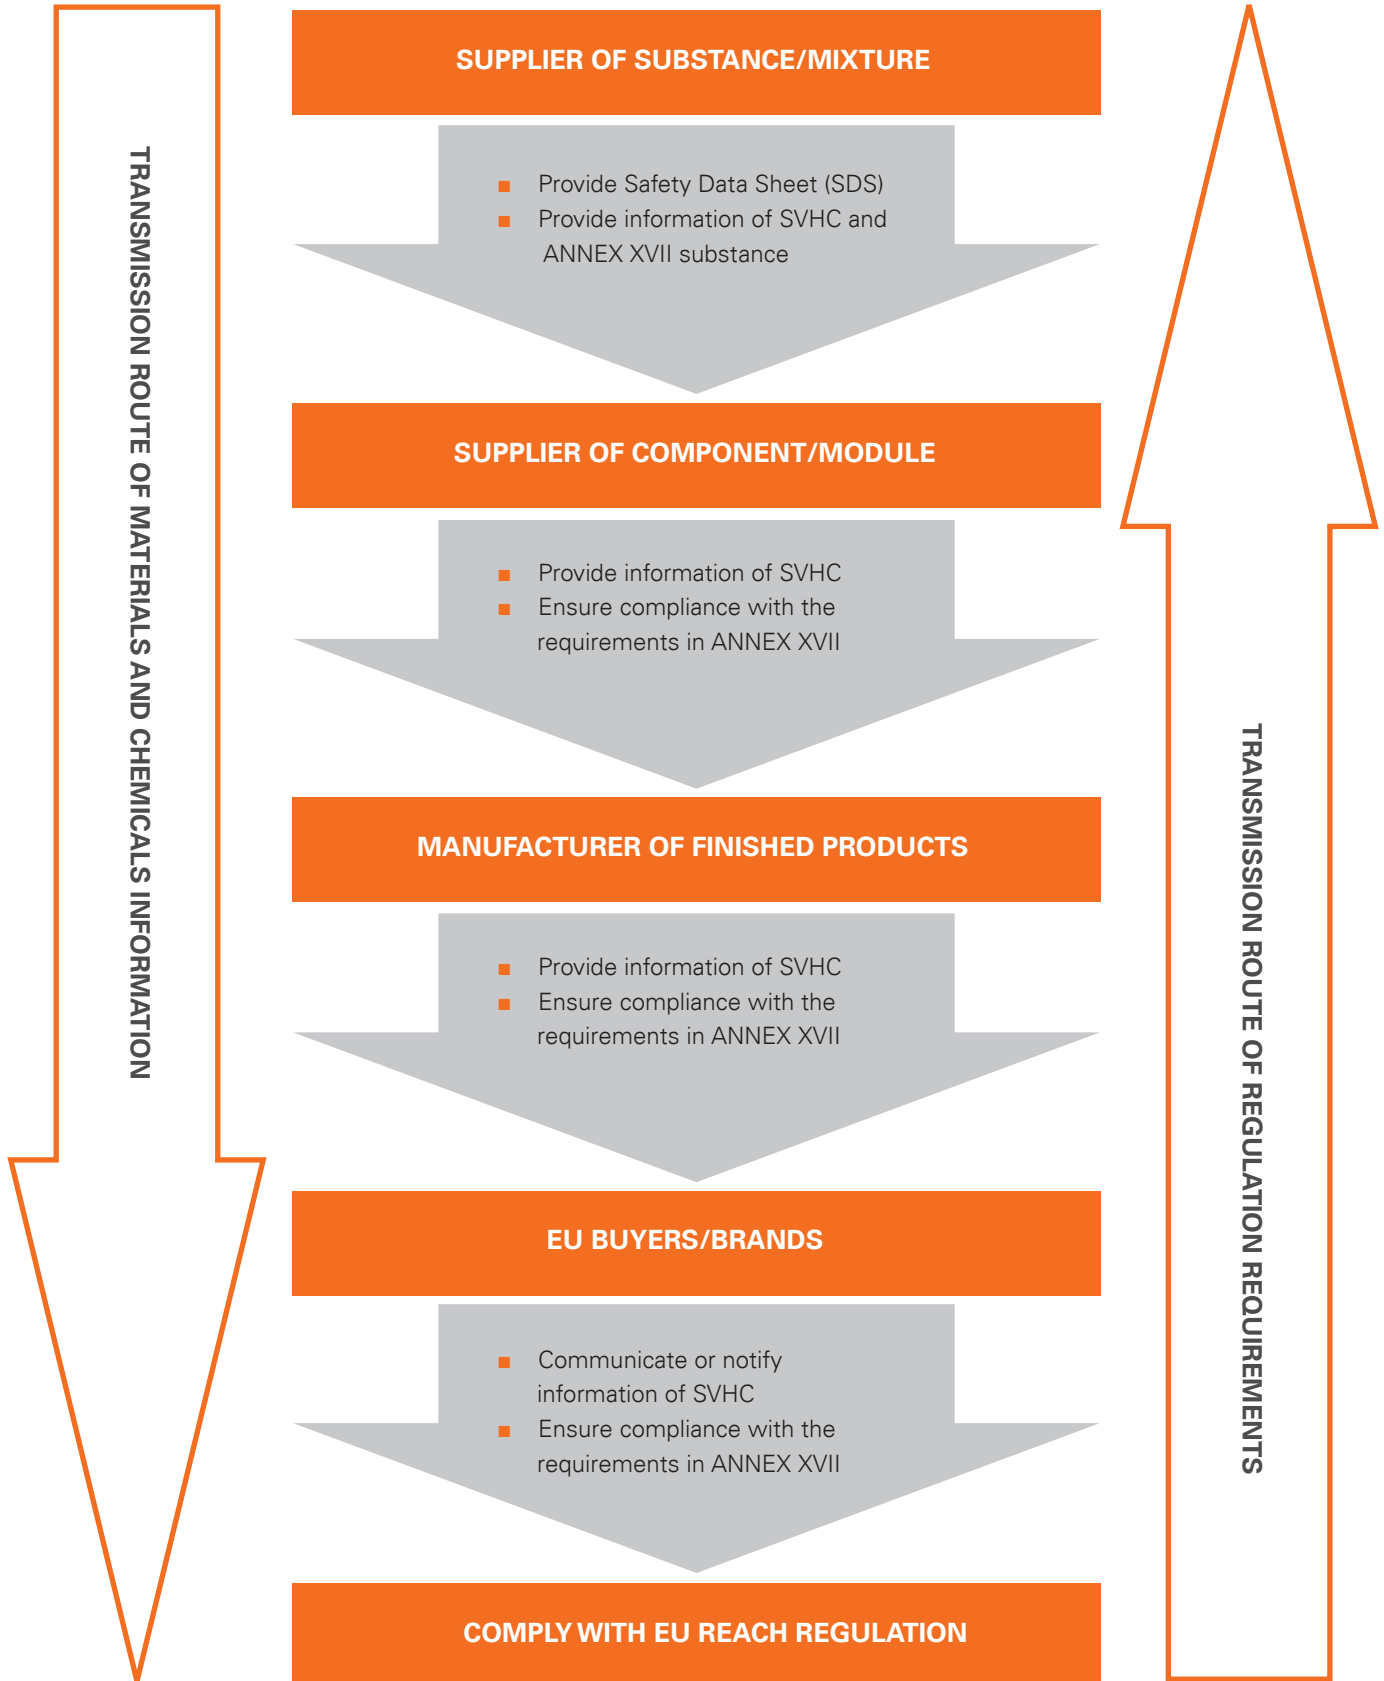 SUPPLIER OF SUBSTANCE/MIXTURE
Provide Safety Data Sheet (SDS)
Provide information of SVHC and
ANNEX XVII substance
SUPPLIER OF COMPONENT/MODULE
Provide information of SVHC
Ensure compliance with the
requirements in ANNEX XVII
MANUFACTURER OF FINISHED PRODUCTS
Provide information of SVHC
Ensure compliance with the
requirements in ANNEX XVII
EU BUYERS/BRANDS
Communicate or notify
information of SVHC
Ensure compliance with the
requirements in ANNEX XVII
COMPLY WITH EU REACH REGULATION
TRANSMISSION ROUTE OF MATERIALS AND CHEMICALS INFORMATION
TRANSMISSION ROUTE OF REGULATION REQUIREMENTS